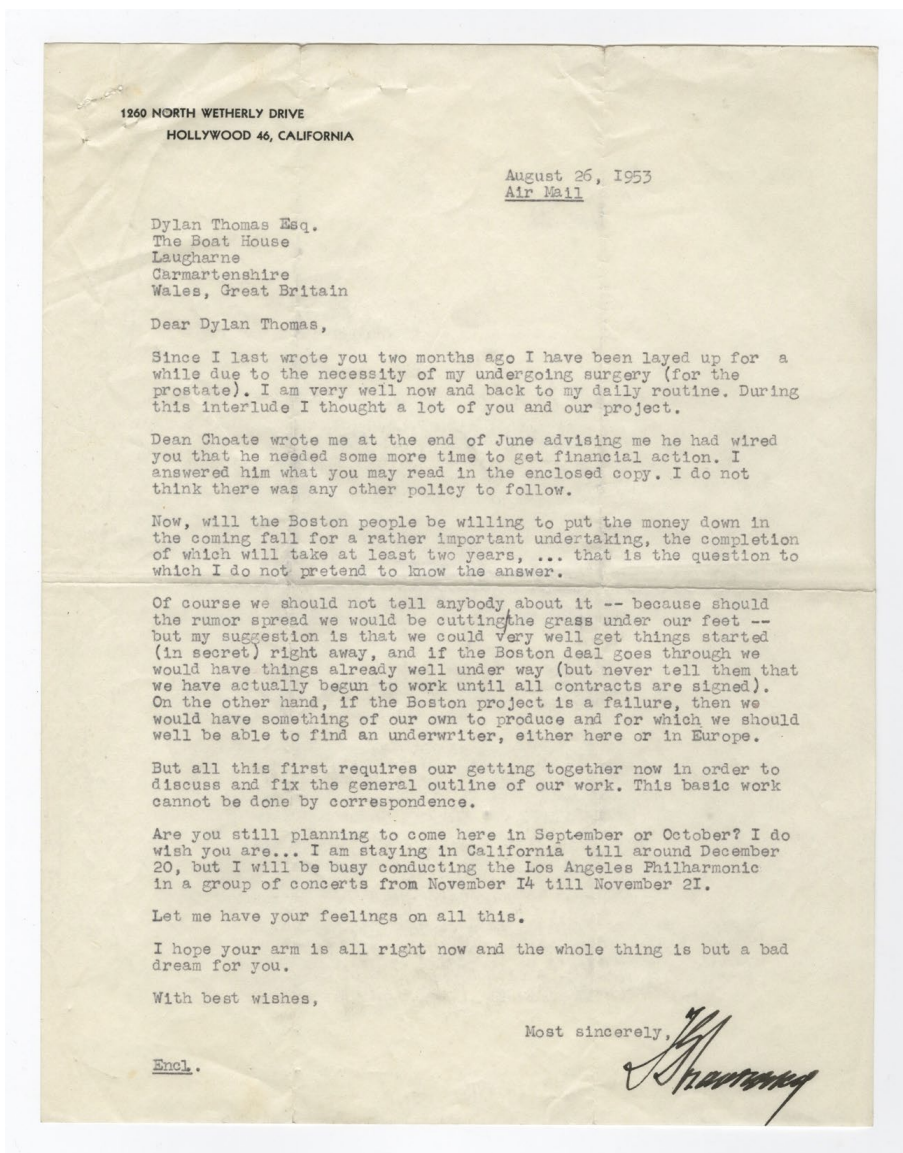 1260 NORTH WETHERLY DRIVE
HOLLYWOOD 46, CALIFORNIA
August 26, I953
Air Mail
Dylan Thomas Esq.
The Boat House
Laugharne
Carmartenshire
Wales, Great Britain
Dear Dylan Thomas,
Since I last wrote you two months ago I have been layed up for a
while due to the necessity of my undergoing surgery (for the
prostate). I am very well now and back to my daily routine. During
this interlude I thought a lot of you and our project.
Dean Choate wrote me at the end of June advising me he had wired
you that he needed some more time to get financial action. I
answered him what you may read in the enclosed copy. I do not
think there was any other policy to follow.
Now, will the Boston people be willing to put the money down in
the coming fall for a rather important undertaking, the completion
of which will take at least two years, ... that is the question to
which I do not pretend to know the answer.
Of course we should not tell anybody about it -- because should
the rumor spread we would be cutting/the grass under our feet --
but my suggestion is that we could very well get things started
(in secret) right away, and if the Boston deal goes through we
would have things already well under way (but never tell them that
we have actually begun to work until all contracts are signed).
On the other hand, if the Boston project is a failure, then we
would have something of our own to produce and for which we should
well be able to find an underwriter, either here or in Europe.
But all this first requires our getting together now in order to
discuss and fix the general outline of our work. This basic work
cannot be done by correspondence.
Are you still planning to come here in September or October? I do
wish you are... I am staying in California till around December
20, but I will be busy conducting the Los Angeles Philharmonic
in a group of concerts from November I4 till November 2I.
Let me have your feelings on all this.
I hope your arm is all right now and the whole thing is but a bad
dream for you.
With best wishes,
Most sincerely,
IStravinsky
Encl.